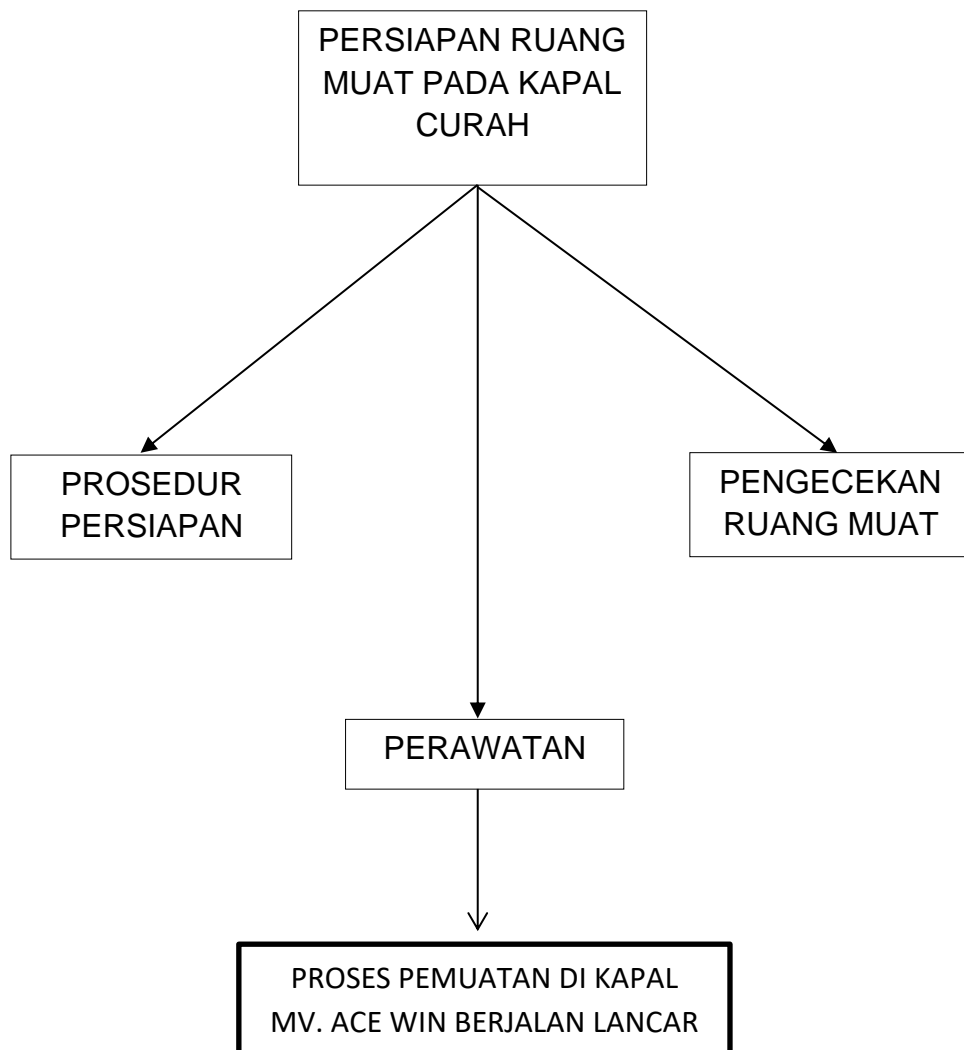 PERSIAPAN RUANG
MUAT PADA KAPAL
CURAH
PROSEDUR
PERSIAPAN
PENGECEKAN
RUANG MUAT
PERAWATAN
PROSES PEMUATAN DI KAPAL
MV. ACE WIN BERJALAN LANCAR